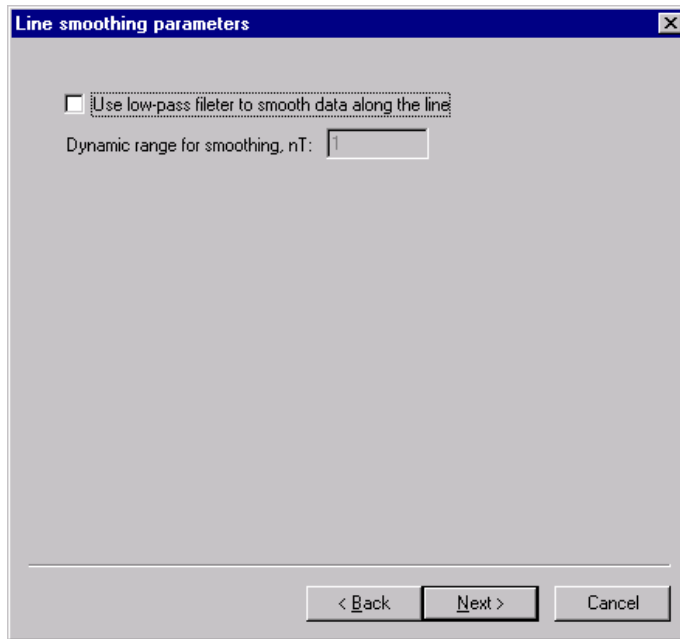 Line smoothing parameters
Use low-pass fileter to smooth data along the line
Dynamic range for smoothing, nT: 1
< Back Next > Cancel